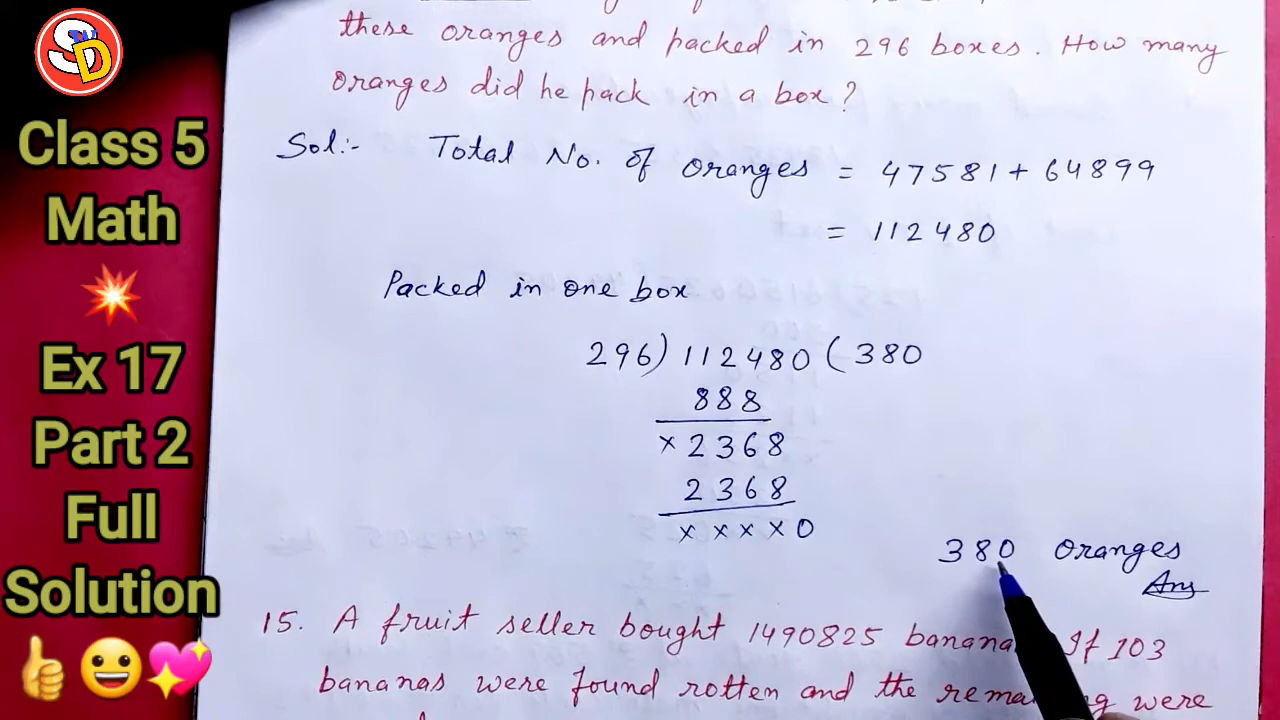 SD
Class 5
Math
Ex 17
Part 2
Full
Solution
these oranges and packed in 296 boxes. How many
oranges did he pack in a box?
Sol:- Total No. of oranges = 47581 + 64899
= 112480
Packed in one box
296) 112480 ( 380
888
× 2368
2368
× × × × 0
380 oranges
Ans
15. A fruit seller bought 1490825 If 103
bananas were found rotten and the were